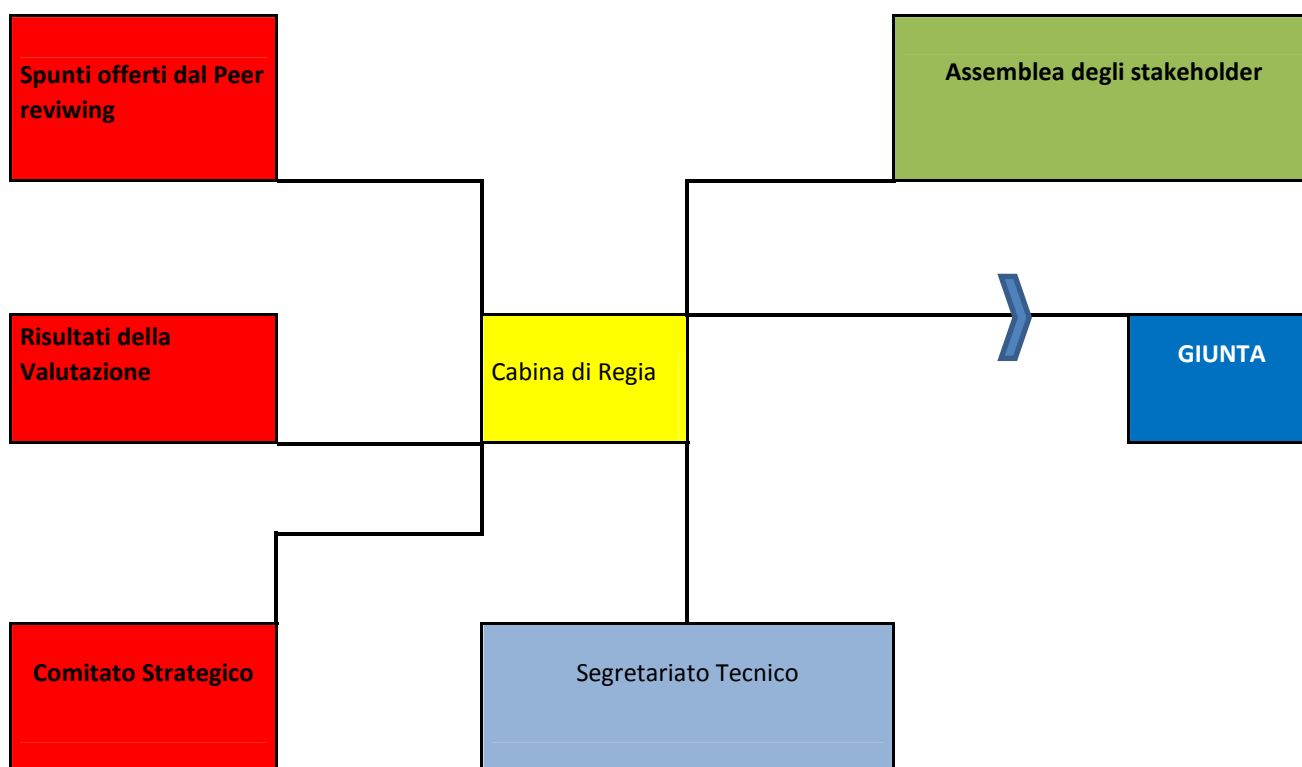 Spunti offerti dal Peer
reviwing
Assemblea degli stakeholder
Risultati della
Valutazione
Cabina di Regia
GIUNTA
Comitato Strategico
Segretariato Tecnico